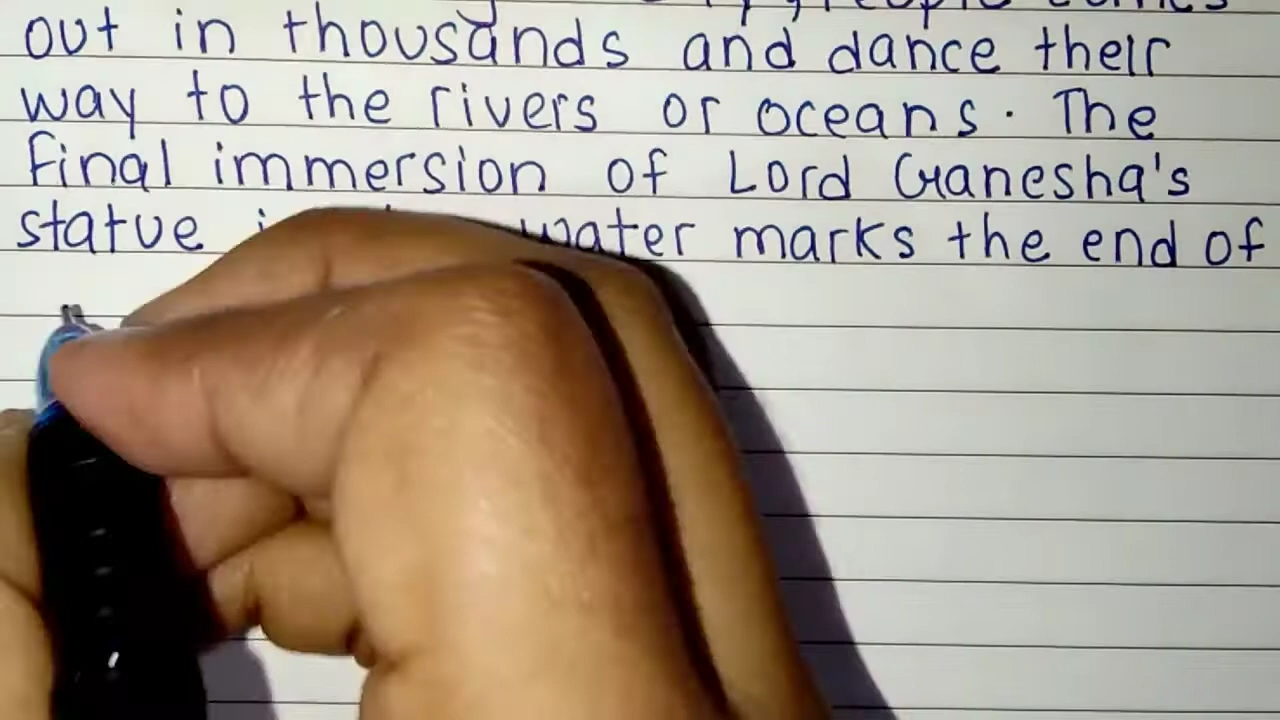 out in thousands and dance their
way to the rivers or oceans. The
final immersion of Lord Ganesha's
statue water marks the end of